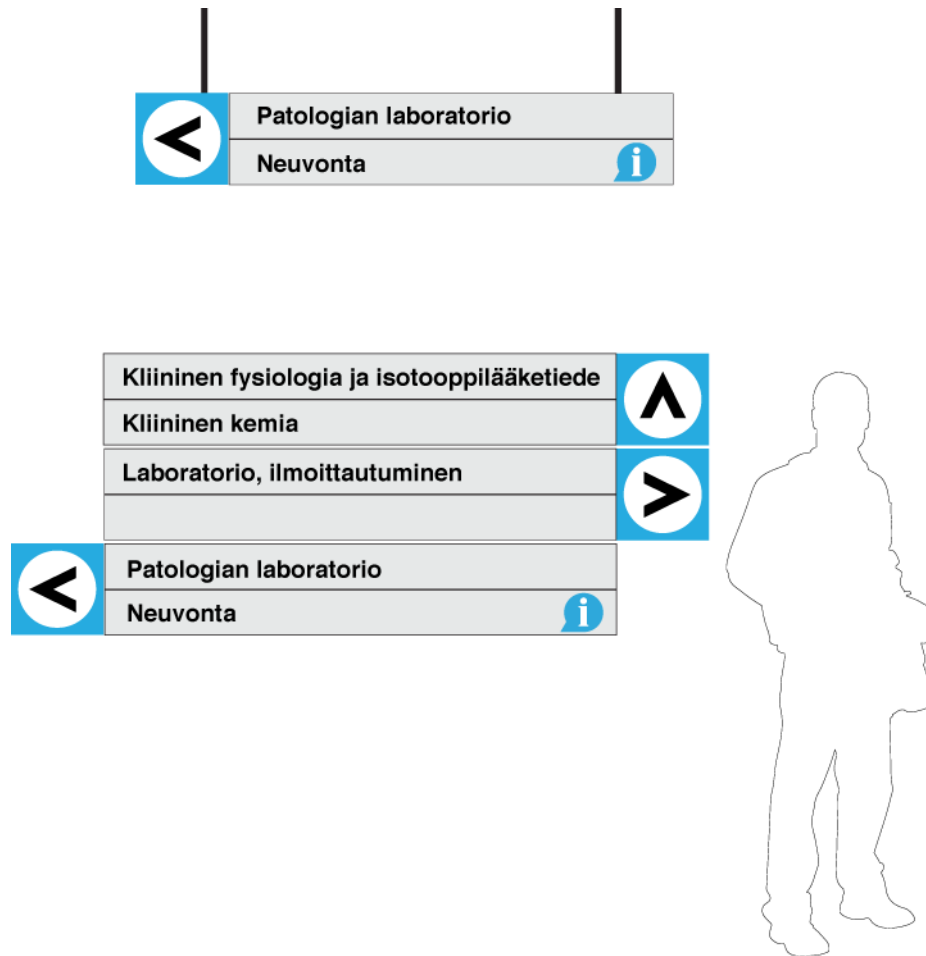 Patologian laboratorio
Neuvonta
Kliininen fysiologia ja isotooppilääketiede
Kliininen kemia
Laboratorio, ilmoittautuminen
Patologian laboratorio
Neuvonta